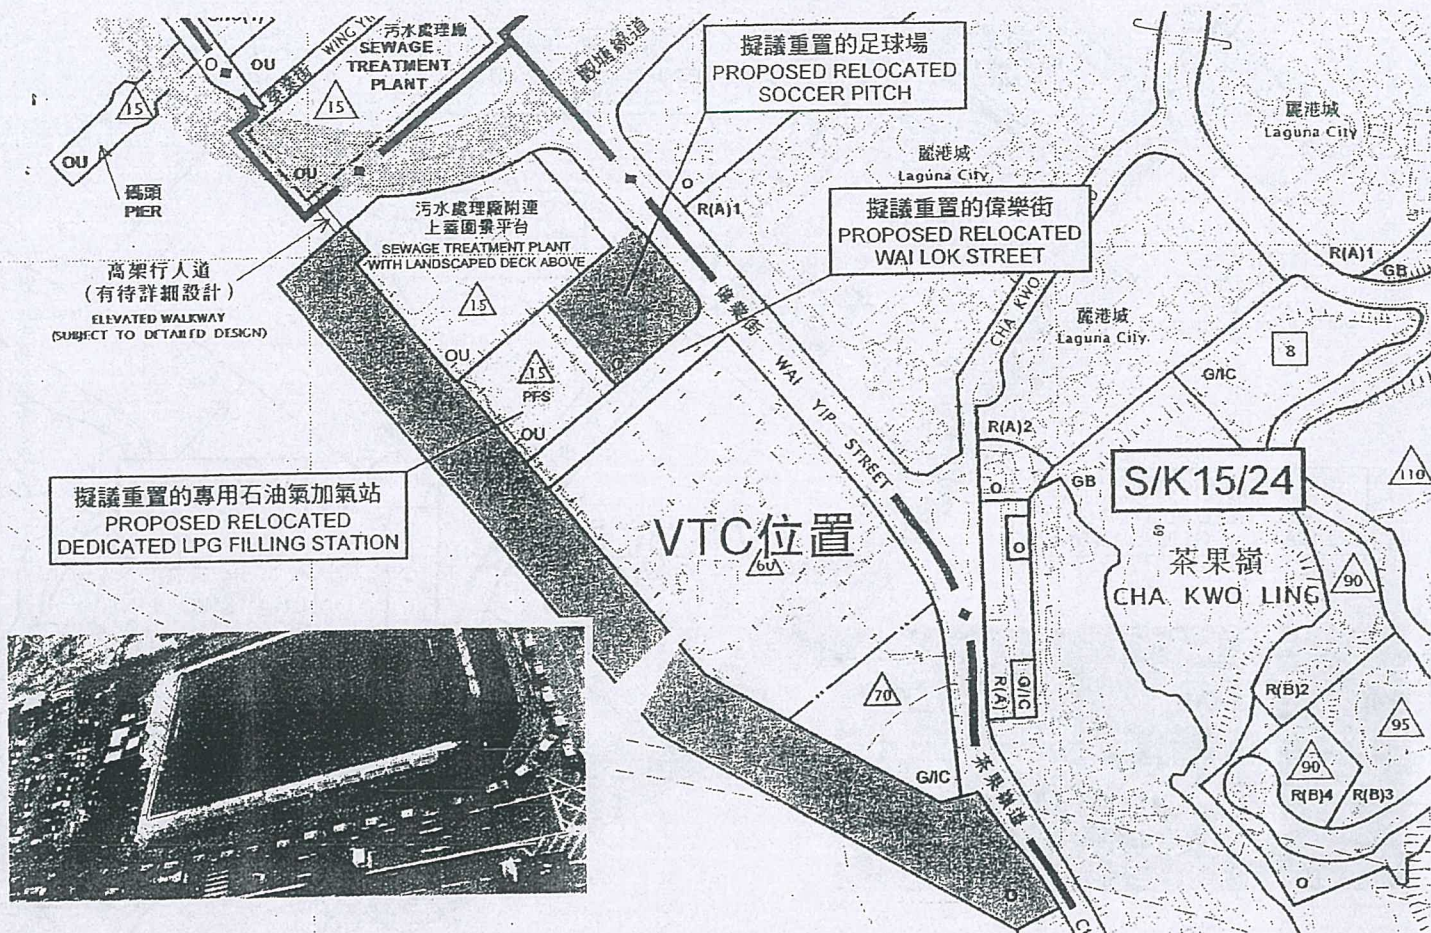 OU
WING
污水處理廠
SEWAGE
TREATMENT
PLANT
觀塘繞道
擬議重置的足球場
PROPOSED RELOCATED
SOCCER PITCH
麗港城
Laguna City
15
15
OU
OU
碼頭
PIER
O
R(A)1
麗港城
Laguna City
污水處理廠附連
上蓋園景平台
SEWAGE TREATMENT PLANT
WITH LANDSCAPED DECK ABOVE
15
擬議重置的偉樂街
PROPOSED RELOCATED
WAI LOK STREET
R(A)1
GB
高架行人道
(有待詳細設計)
ELEVATED WALKWAY
(SUBJECT TO DETAILED DESIGN)
偉業街
WAI YIP STREET
CHA KWO
麗港城
Laguna City
8
G/IC
OU
15
PFS
O
OU
R(A)2
O
GB
S/K15/24
110
擬議重置的專用石油氣加氣站
PROPOSED RELOCATED
DEDICATED LPG FILLING STATION
VTC位置
60
O
茶果嶺
CHA KWO LING
90
70
R(A)
G/IC
R(B)2
95
90
R(B)4
R(B)3
G/IC
茶果嶺道
O
O